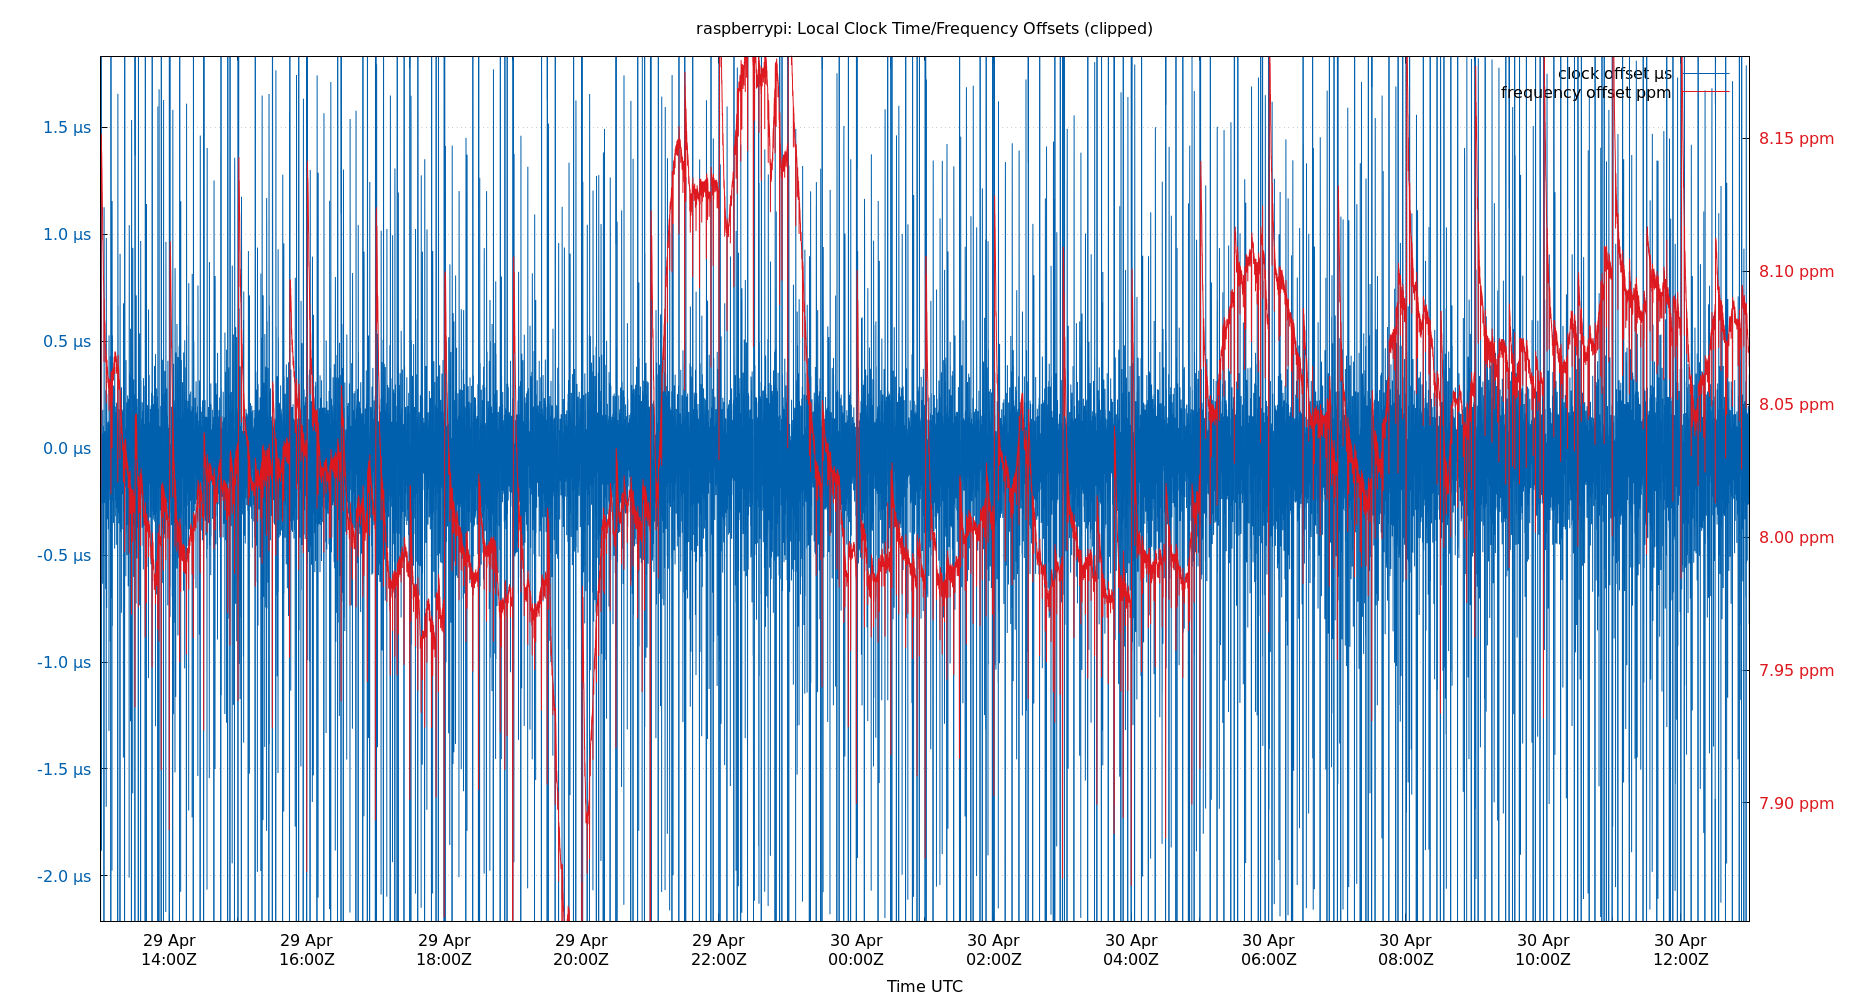 raspberrypi: Local Clock Time/Frequency Offsets (clipped)
clock offset µs
frequency offset ppm
1.5 µs
1.0 µs
0.5 µs
0.0 µs
-0.5 µs
-1.0 µs
-1.5 µs
-2.0 µs
8.15 ppm
8.10 ppm
8.05 ppm
8.00 ppm
7.95 ppm
7.90 ppm
29 Apr 29 Apr 29 Apr 29 Apr 29 Apr 30 Apr 30 Apr 30 Apr 30 Apr 30 Apr 30 Apr 30 Apr
14:00Z 16:00Z 18:00Z 20:00Z 22:00Z 00:00Z 02:00Z 04:00Z 06:00Z 08:00Z 10:00Z 12:00Z
Time UTC